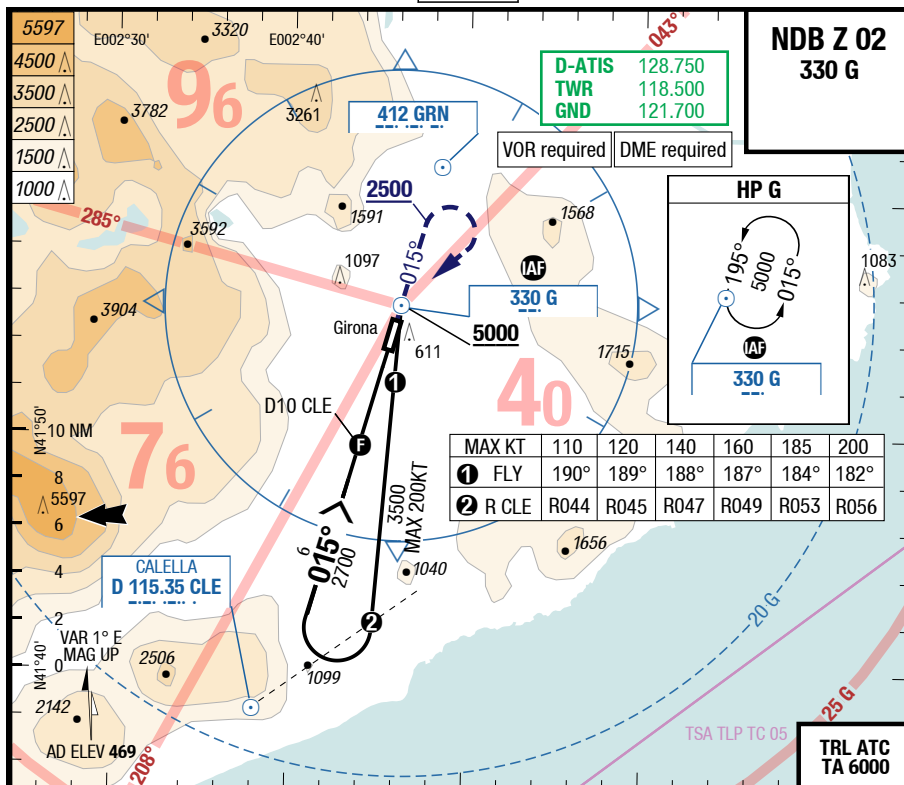 5597
4500
3500
2500
1500
1000
E002°30'
3320
E002°40'
043°
NDB Z 02
330 G
D-ATIS 128.750
TWR 118.500
GND 121.700
96
3782
3261
412 GRN
VOR required
DME required
2500
HP G
285°
3592
1591
1568
015°
195°
5000
015°
1083
1097
IAF
330 G
IAF
330 G
3904
Girona
5000
611
1715
40
1
D10 CLE
N41°50'
10 NM
76
F
MAX KT 110 120 140 160 185 200
1 FLY 190° 189° 188° 187° 184° 182°
2 R CLE R044 R045 R047 R049 R053 R056
8
5597
6
3500
MAX 200KT
6
015°
2700
1656
4
1040
CALELLA
D 115.35 CLE
2
2
20 G
VAR 1° E
MAG UP
N41°40'
0
2506
1099
2142
25 G
AD ELEV 469
208°
TSA TLP TC 05
TRL ATC
TA 6000